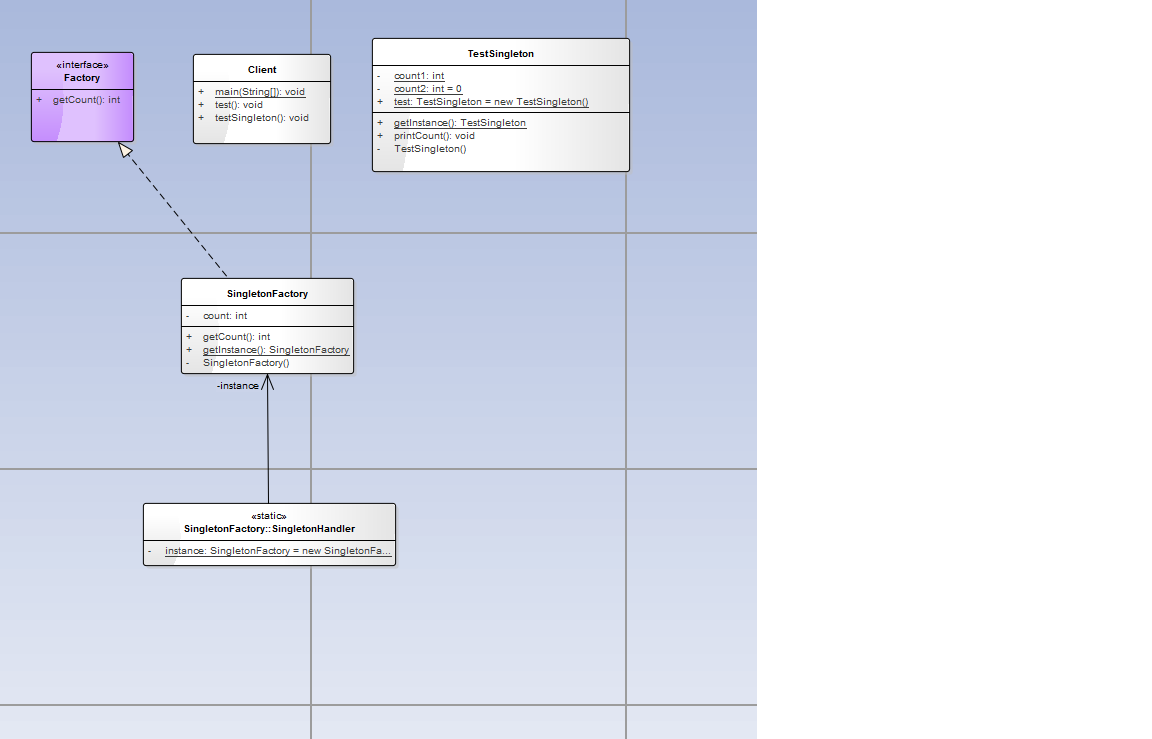 «interface»
Factory
+ getCount(): int
Client
+ main(String[]): void
+ test(): void
+ testSingleton(): void
TestSingleton
- count1: int
- count2: int = 0
+ test: TestSingleton = new TestSingleton()
+ getInstance(): TestSingleton
+ printCount(): void
- TestSingleton()
SingletonFactory
- count: int
+ getCount(): int
+ getInstance(): SingletonFactory
- SingletonFactory()
-instance
«static»
SingletonFactory::SingletonHandler
- instance: SingletonFactory = new SingletonFa...